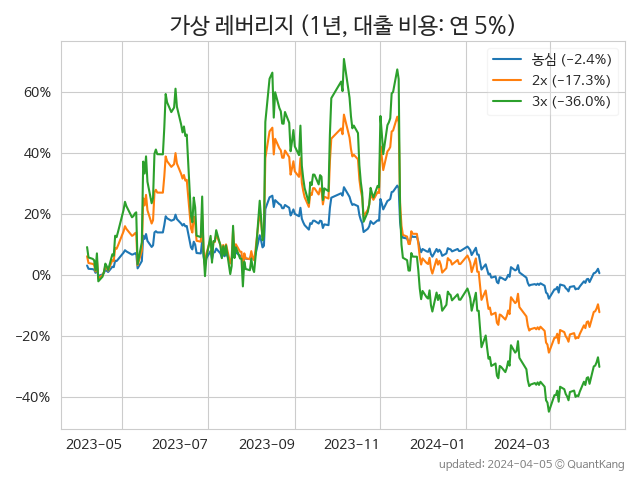 가상 레버리지 (1년, 대출 비용: 연 5%)
농심 (−2.4%)
2x (−17.3%)
3x (−36.0%)
60%
40%
20%
0%
−20%
−40%
2023-05 2023-07 2023-09 2023-11 2024-01 2024-03
updated: 2024-04-05 © QuantKang